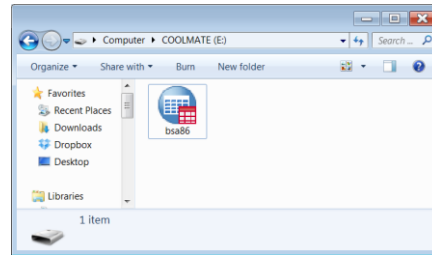 Computer COOLMATE (E:) Search ...
Organize Share with Burn New folder
Favorites
Recent Places
Downloads
Dropbox
Desktop
Libraries
bsa86
1 item